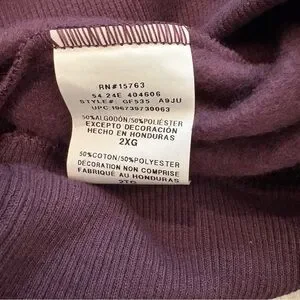 RN#15763
54 24E 404606
STYLE#: GF535 A9JU
UPC:196739730063
50%ALGODÓN/50%POLIÉSTER
EXCEPTO DECORACIÓN
HECHO EN HONDURAS
2XG
50%COTON/50%POLYESTER
DÉCORATION NON COMPRISE
FABRIQUÉ AU HONDURAS
2TG